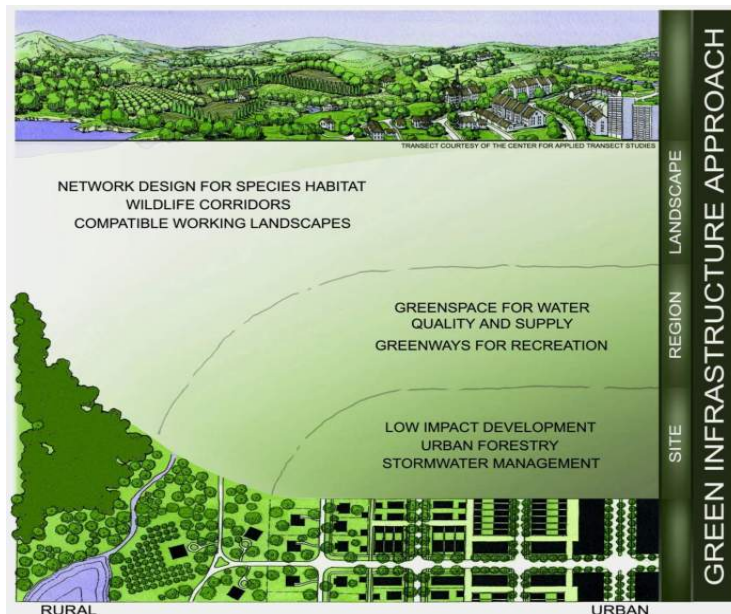 TRANSECT COURTESY OF THE CENTER FOR APPLIED TRANSECT STUDIES
NETWORK DESIGN FOR SPECIES HABITAT
WILDLIFE CORRIDORS
COMPATIBLE WORKING LANDSCAPES
GREENSPACE FOR WATER
QUALITY AND SUPPLY
GREENWAYS FOR RECREATION
LOW IMPACT DEVELOPMENT
URBAN FORESTRY
STORMWATER MANAGEMENT
LANDSCAPE
REGION
SITE
GREEN INFRASTRUCTURE APPROACH
RURAL
URBAN